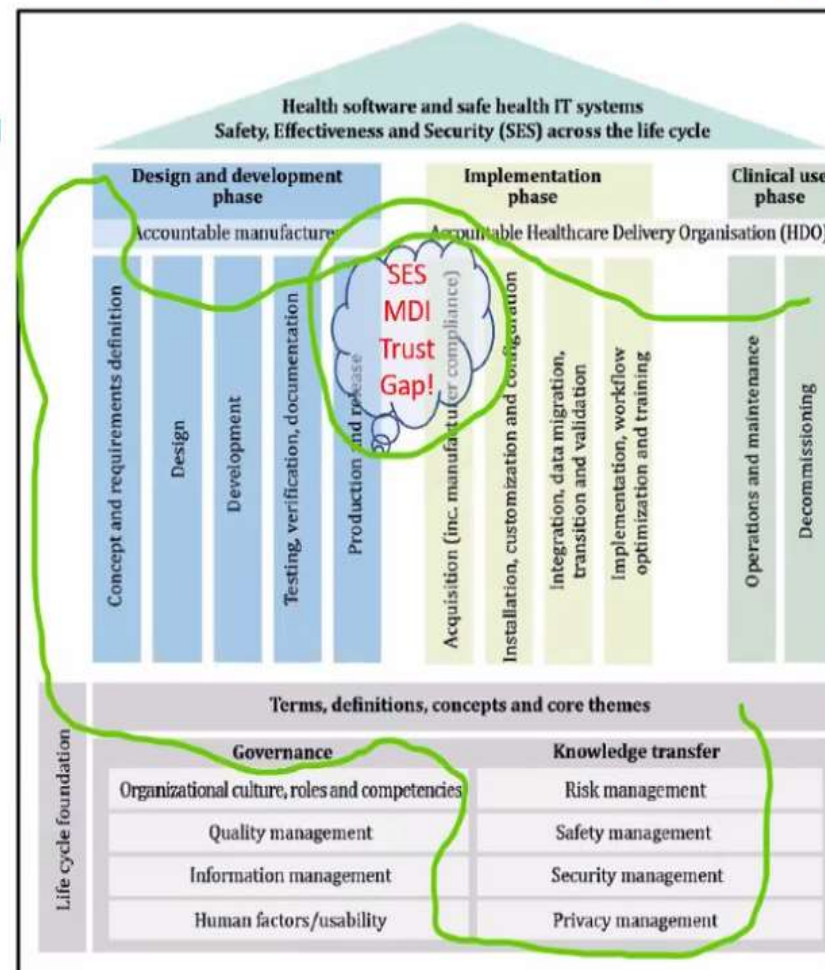 Health software and safe health IT systems
Safety, Effectiveness and Security (SES) across the life cycle
Design and development
phase
Implementation
phase
Clinical use
phase
Accountable manufacturer
Accountable Healthcare Delivery Organisation (HDO)
Concept and requirements definition
Design
Development
Testing, verification, documentation
Production and release
SES
MDI
Trust
Gap!
Acquisition (inc. manufacturer compliance)
Installation, customization and configuration
Integration, data migration,
transition and validation
Implementation, workflow
optimization and training
Operations and maintenance
Decommissioning
Life cycle foundation
Terms, definitions, concepts and core themes
Governance
Organizational culture, roles and competencies
Quality management
Information management
Human factors/usability
Knowledge transfer
Risk management
Safety management
Security management
Privacy management